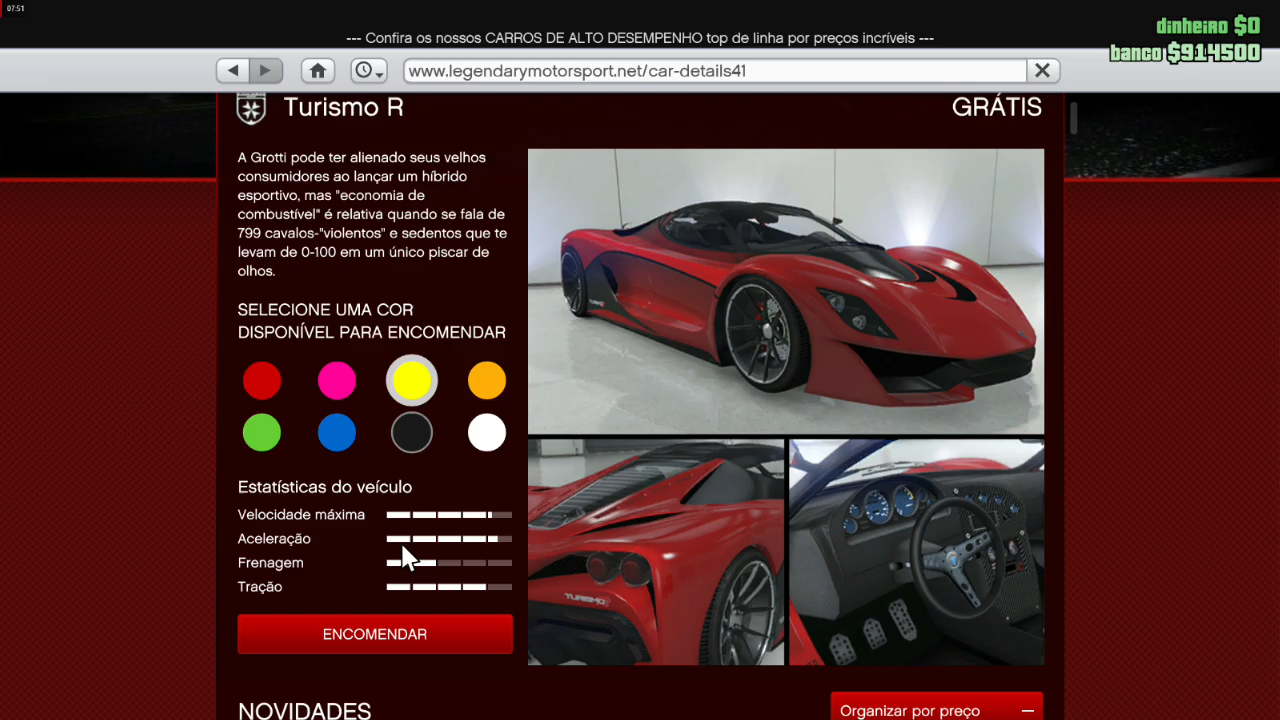 07:51
--- Confira os nossos CARROS DE ALTO DESEMPENHO top de linha por preços incríveis ---
dinheiro $0
banco $914500
www.legendarymotorsport.net/car-details41
Turismo R
GRÁTIS
A Grotti pode ter alienado seus velhos
consumidores ao lançar um híbrido
esportivo, mas "economia de
combustível" é relativa quando se fala de
799 cavalos-"violentos" e sedentos que te
levam de 0-100 em um único piscar de
olhos.
SELECIONE UMA COR
DISPONÍVEL PARA ENCOMENDAR
Estatísticas do veículo
Velocidade máxima
Aceleração
Frenagem
Tração
ENCOMENDAR
TURISMO
NOVIDADES
Organizar por preço